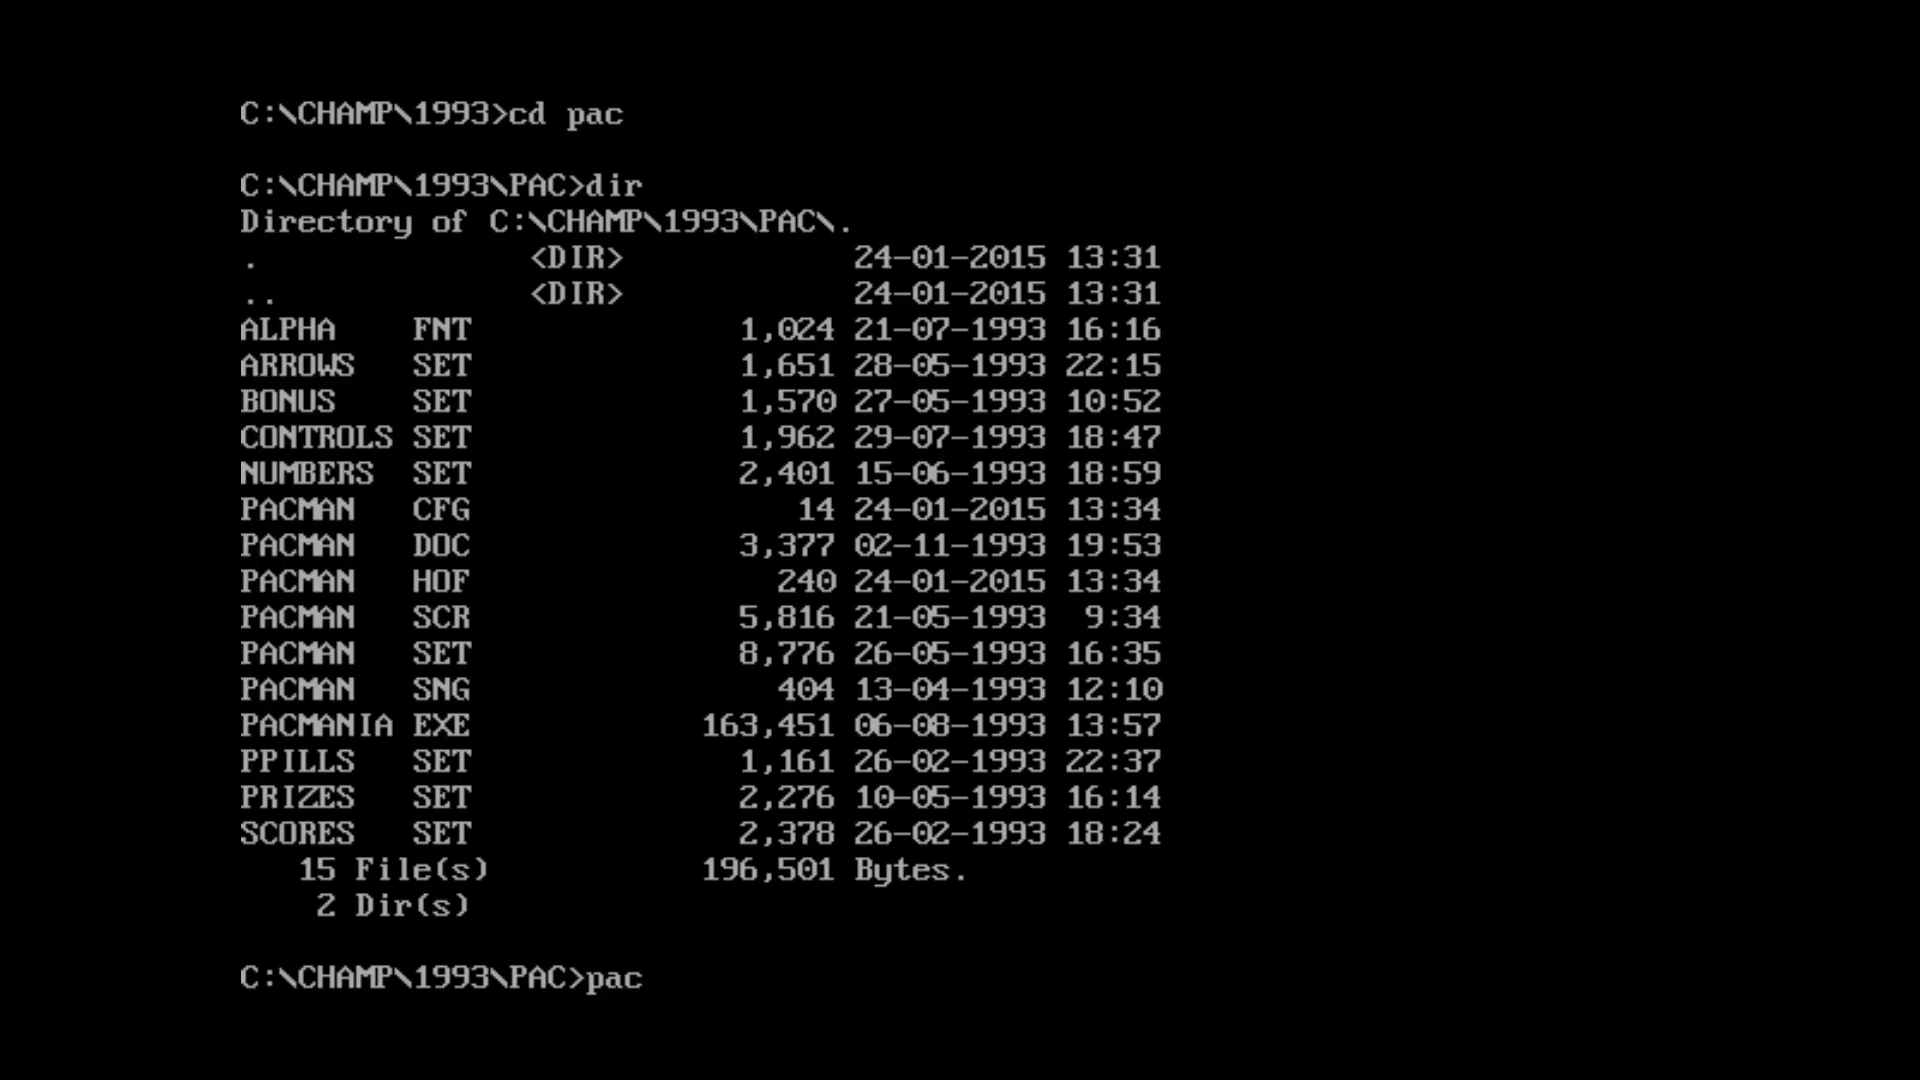 C:\CHAMP\1993>cd pac
C:\CHAMP\1993\PAC>dir
Directory of C:\CHAMP\1993\PAC\.
. <DIR> 24-01-2015 13:31
.. <DIR> 24-01-2015 13:31
ALPHA FNT 1,024 21-07-1993 16:16
ARROWS SET 1,651 28-05-1993 22:15
BONUS SET 1,570 27-05-1993 10:52
CONTROLS SET 1,962 29-07-1993 18:47
NUMBERS SET 2,401 15-06-1993 18:59
PACMAN CFG 14 24-01-2015 13:34
PACMAN DOC 3,377 02-11-1993 19:53
PACMAN HOF 240 24-01-2015 13:34
PACMAN SCR 5,816 21-05-1993 9:34
PACMAN SET 8,776 26-05-1993 16:35
PACMAN SNG 404 13-04-1993 12:10
PACMANIA EXE 163,451 06-08-1993 13:57
PPILLS SET 1,161 26-02-1993 22:37
PRIZES SET 2,276 10-05-1993 16:14
SCORES SET 2,378 26-02-1993 18:24
15 File(s) 196,501 Bytes.
2 Dir(s)
C:\CHAMP\1993\PAC>pac